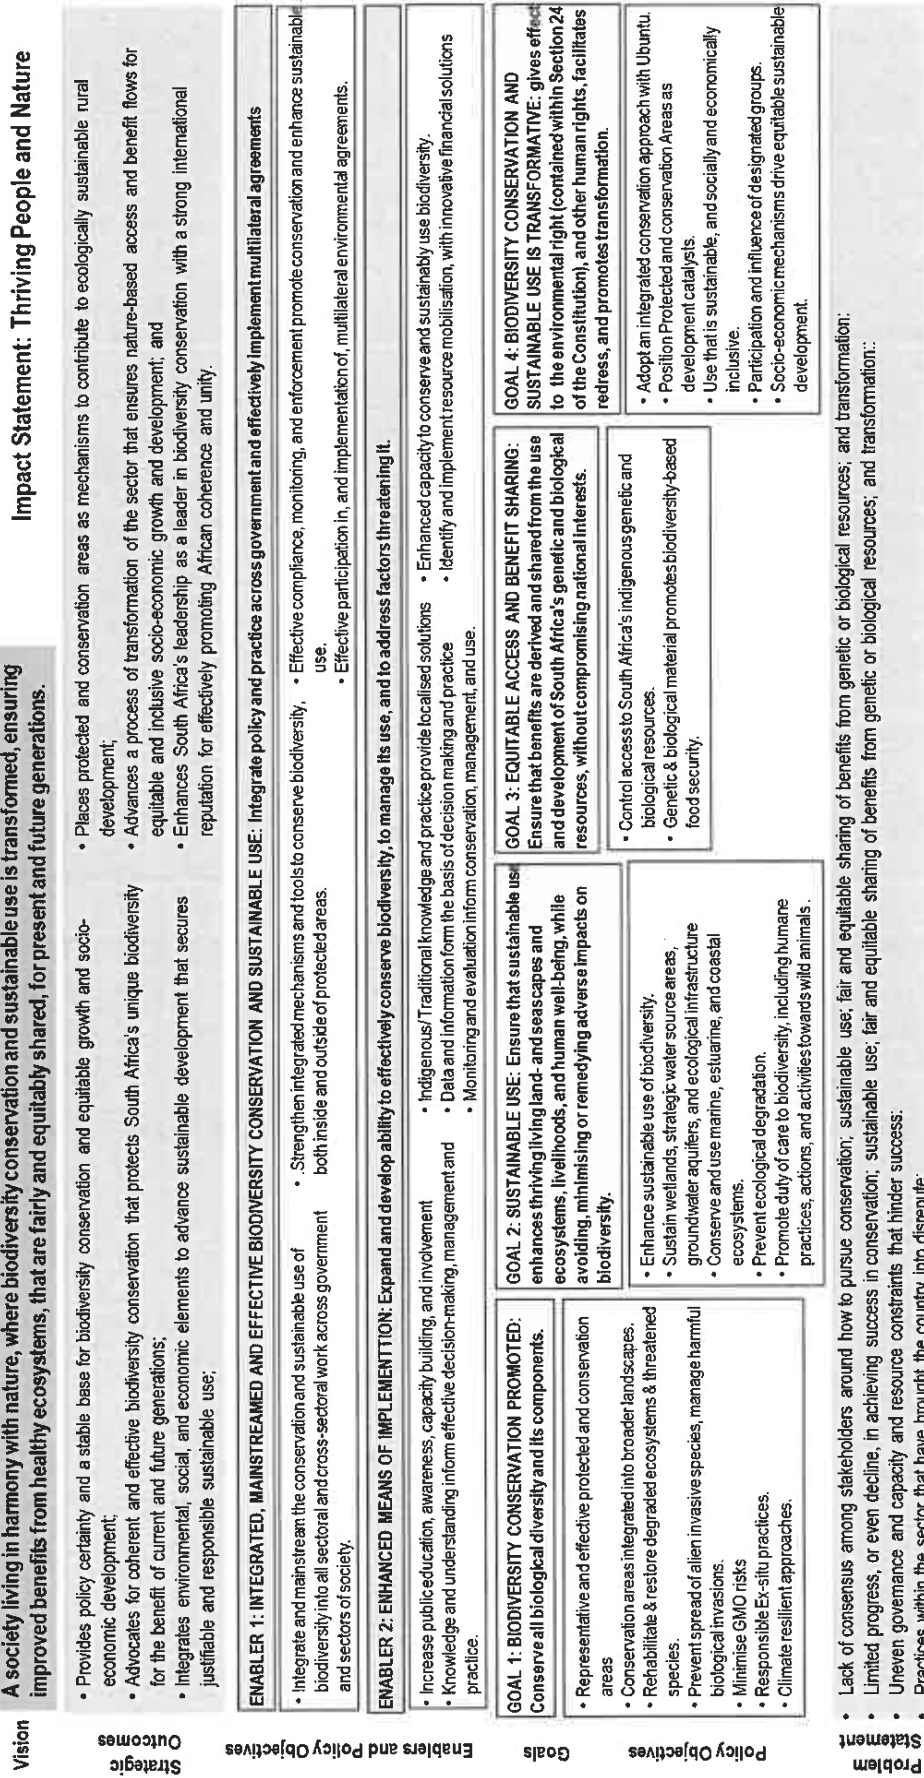 Vision
A society living in harmony with nature, where biodiversity conservation and sustainable use is transformed, ensuring
improved benefits from healthy ecosystems, that are fairly and equitably shared, for present and future generations.
Impact Statement: Thriving People and Nature
Strategic
Outcomes
• Provides policy certainty and a stable base for biodiversity conservation and equitable growth and socio-
economic development;
• Advocates for coherent and effective biodiversity conservation that protects South Africa's unique biodiversity
for the benefit of current and future generations;
• Integrates environmental, social, and economic elements to advance sustainable development that secures
justifiable and responsible sustainable use;
• Places protected and conservation areas as mechanisms to contribute to ecologically sustainable rural
development;
• Advances a process of transformation of the sector that ensures nature-based access and benefit flows for
equitable and inclusive socio-economic growth and development; and
• Enhances South Africa's leadership as a leader in biodiversity conservation with a strong international
reputation for effectively promoting African coherence and unity.
Enablers and Policy Objectives
ENABLER 1: INTEGRATED, MAINSTREAMED AND EFFECTIVE BIODIVERSITY CONSERVATION AND SUSTAINABLE USE: Integrate policy and practice across government and effectively implement multilateral agreements
• Integrate and mainstream the conservation and sustainable use of
biodiversity into all sectoral and cross-sectoral work across government
and sectors of society.
• .Strengthen integrated mechanisms and tools to conserve biodiversity,
both inside and outside of protected areas.
• Effective compliance, monitoring, and enforcement promote conservation and enhance sustainable
use.
• Effective participation in, and implementation of, multilateral environmental agreements.
ENABLER 2: ENHANCED MEANS OF IMPLEMENTTION: Expand and develop ability to effectively conserve biodiversity, to manage its use, and to address factors threatening it.
• Increase public education, awareness, capacity building, and involvement
• Knowledge and understanding inform effective decision-making, management and
practice.
• Indigenous/ Traditional knowledge and practice provide localised solutions
• Data and information form the basis of decision making and practice
• Monitoring and evaluation inform conservation, management, and use.
• Enhanced capacity to conserve and sustainaby use biodiversity.
• Identify and implement resource mobilisation, with innovative financial solutions
Goals
GOAL 1: BIODIVERSITY CONSERVATION PROMOTED:
Conserve all biological diversity and its components.
GOAL 2: SUSTAINABLE USE: Ensure that sustainable use
enhances thriving living land- and seascapes and
ecosystems, livelihoods, and human well-being, while
avoiding, minimising or remedying adverse impacts on
biodiversity.
GOAL 3: EQUITABLE ACCESS AND BENEFIT SHARING:
Ensure that benefits are derived and shared from the use
and development of South Africa's genetic and biological
resources, without compromising national interests.
GOAL 4: BIODIVERSITY CONSERVATION AND
SUSTAINABLE USE IS TRANSFORMATIVE: gives effect
to the environmental right (contained within Section 24
of the Constitution), and other human rights, facilitates
redress, and promotes transformation.
Policy Objectives
• Representative and effective protected and conservation
areas
• Conservation areas integrated into broader landscapes.
• Rehabilitate & restore degraded ecosystems & threatened
species.
• Prevent spread of alien invasive species, manage harmful
biological invasions.
• Minimise GMO risks
• Responsible Ex-situ practices.
• Climate resilient approaches.
• Enhance sustainable use of biodiversity.
• Sustain wetlands, strategic water source areas,
groundwater aquifers, and ecological infrastructure
• Conserve and use marine, estuarine, and coastal
ecosystems.
• Prevent ecological degradation.
• Promote duty of care to biodiversity, including humane
practices, actions, and activities towards wild animals.
• Control access to South Africa's indigenous genetic and
biological resources.
• Genetic & biological material promotes biodiversity-based
food security.
• Adopt an integrated conservation approach with Ubuntu.
• Position Protected and conservation Areas as
development catalysts.
• Use that is sustainable, and socially and economically
inclusive.
• Participation and influence of designated groups.
• Socio-economic mechanisms drive equitable sustainable
development.
Problem
Statement
• Lack of consensus among stakeholders around how to pursue conservation; sustainable use; fair and equitable sharing of benefits from genetic or biological resources; and transformation:
• Limited progress, or even decline, in achieving success in conservation; sustainable use; fair and equitable sharing of benefits from genetic or biological resources; and transformation::
• Uneven governance and capacity and resource constraints that hinder success;
• Practices within the sector that have brought the country into disrepute;